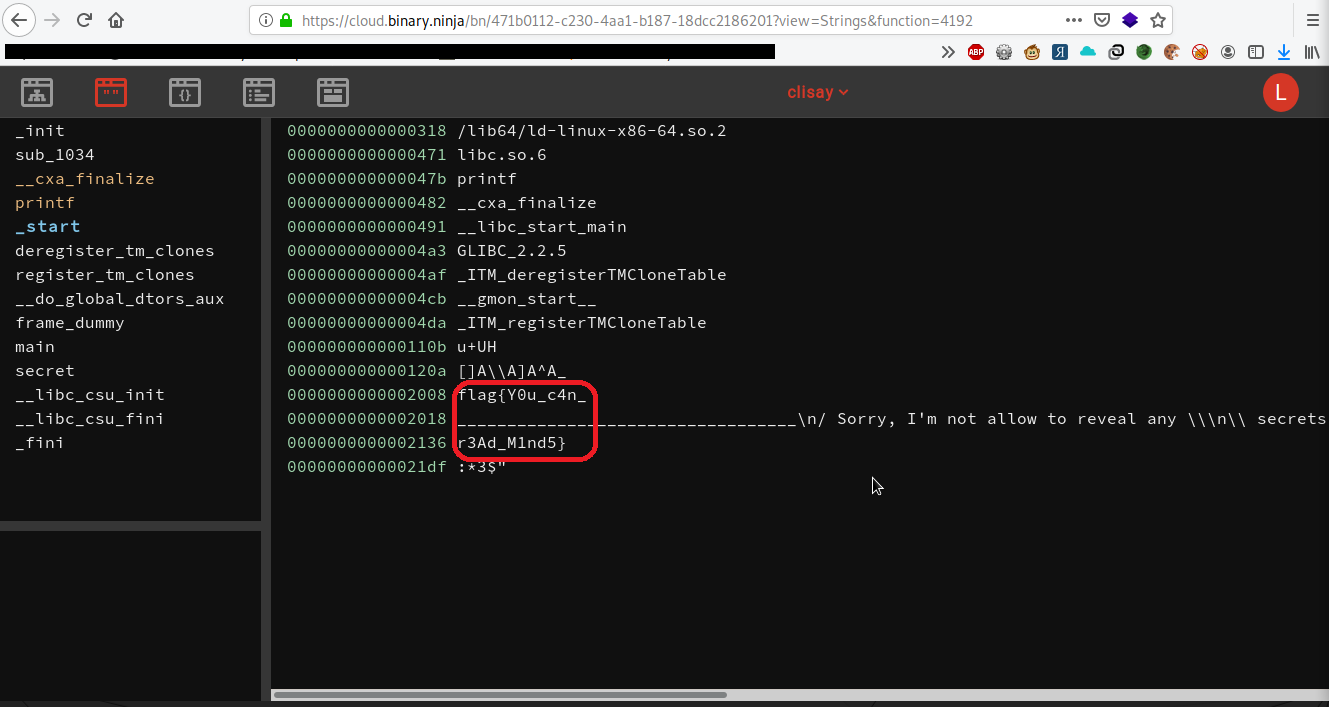 https://cloud.binary.ninja/bn/471b0112-c230-4aa1-b187-18dcc2186201?view=Strings&function=4192
ABP
Я
""
{}
clisay
L
_init
sub_1034
__cxa_finalize
printf
_start
deregister_tm_clones
register_tm_clones
__do_global_dtors_aux
frame_dummy
main
secret
__libc_csu_init
__libc_csu_fini
_fini
0000000000000318 /lib64/ld-linux-x86-64.so.2
0000000000000471 libc.so.6
000000000000047b printf
0000000000000482 __cxa_finalize
0000000000000491 __libc_start_main
00000000000004a3 GLIBC_2.2.5
00000000000004af _ITM_deregisterTMCloneTable
00000000000004cb __gmon_start__
00000000000004da _ITM_registerTMCloneTable
000000000000110b u+UH
000000000000120a []A\\A]A^A_
0000000000002008 flag{Y0u_c4n_
0000000000002018 __________________________________\n/ Sorry, I'm not allow to reveal any \\\n\\ secrets
0000000000002136 r3Ad_M1nd5}
00000000000021df :*3$"